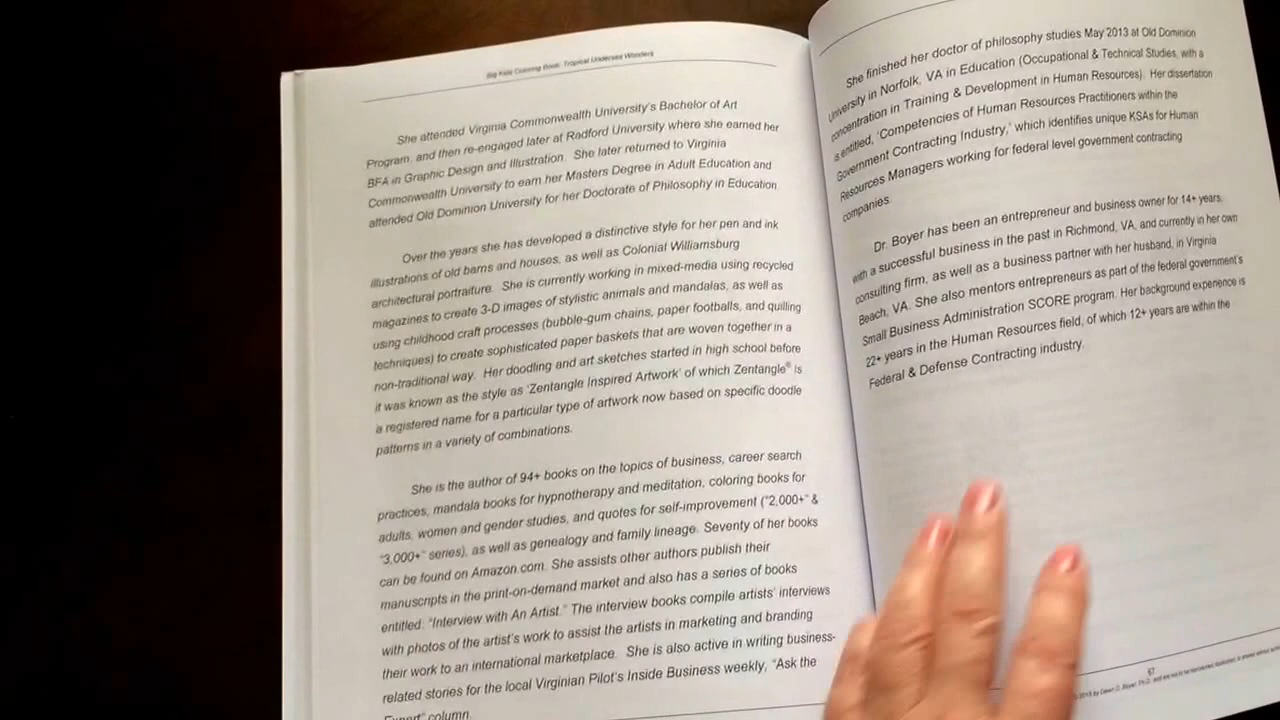 Big Kids Coloring Book: Tropical Undersea Wonders
She attended Virginia Commonwealth University's Bachelor of Art
Program, and then re-engaged later at Radford University where she earned her
BFA in Graphic Design and Illustration. She later returned to Virginia
Commonwealth University to earn her Masters Degree in Adult Education and
attended Old Dominion University for her Doctorate of Philosophy in Education
Over the years she has developed a distinctive style for her pen and ink
illustrations of old barns and houses, as well as Colonial Williamsburg
architectural portraiture. She is currently working in mixed-media using recycled
magazines to create 3-D images of stylistic animals and mandalas, as well as
using childhood craft processes (bubble-gum chains, paper footballs, and quilling
techniques) to create sophisticated paper baskets that are woven together in a
non-traditional way. Her doodling and art sketches started in high school before
it was known as the style as 'Zentangle Inspired Artwork' of which Zentangle® is
a registered name for a particular type of artwork now based on specific doodle
patterns in a variety of combinations.
She is the author of 94+ books on the topics of business, career search
practices, mandala books for hypnotherapy and meditation, coloring books for
adults, women and gender studies, and quotes for self-improvement ("2,000+" &
"3,000+" series), as well as genealogy and family lineage. Seventy of her books
can be found on Amazon.com. She assists other authors publish their
manuscripts in the print-on-demand market and also has a series of books
entitled: "Interview with An Artist." The interview books compile artists' interviews
with photos of the artist's work to assist the artists in marketing and branding
their work to an international marketplace. She is also active in writing business-
related stories for the local Virginian Pilot's Inside Business weekly, "Ask the
Expert" column.
She finished her doctor of philosophy studies May 2013 at Old Dominion
University in Norfolk, VA in Education (Occupational & Technical Studies, with a
concentration in Training & Development in Human Resources). Her dissertation
is entitled, 'Competencies of Human Resources Practitioners within the
Government Contracting Industry,' which identifies unique KSAs for Human
Resources Managers working for federal level government contracting
companies.
Dr. Boyer has been an entrepreneur and business owner for 14+ years,
with a successful business in the past in Richmond, VA, and currently in her own
consulting firm, as well as a business partner with her husband, in Virginia
Beach, VA. She also mentors entrepreneurs as part of the federal government's
Small Business Administration SCORE program. Her background experience is
22+ years in the Human Resources field, of which 12+ years are within the
Federal & Defense Contracting industry.
57
2015 by Dawn D. Boyer, Ph.D.